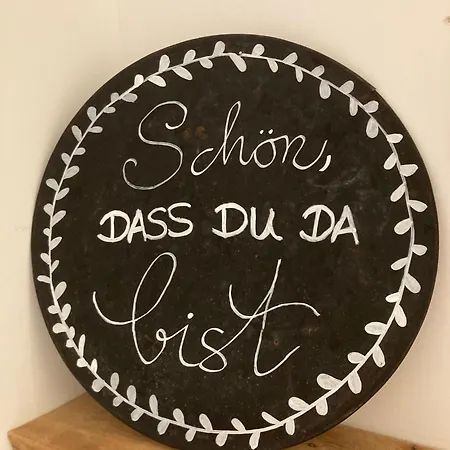 Schön,
DASS DU DA
bist